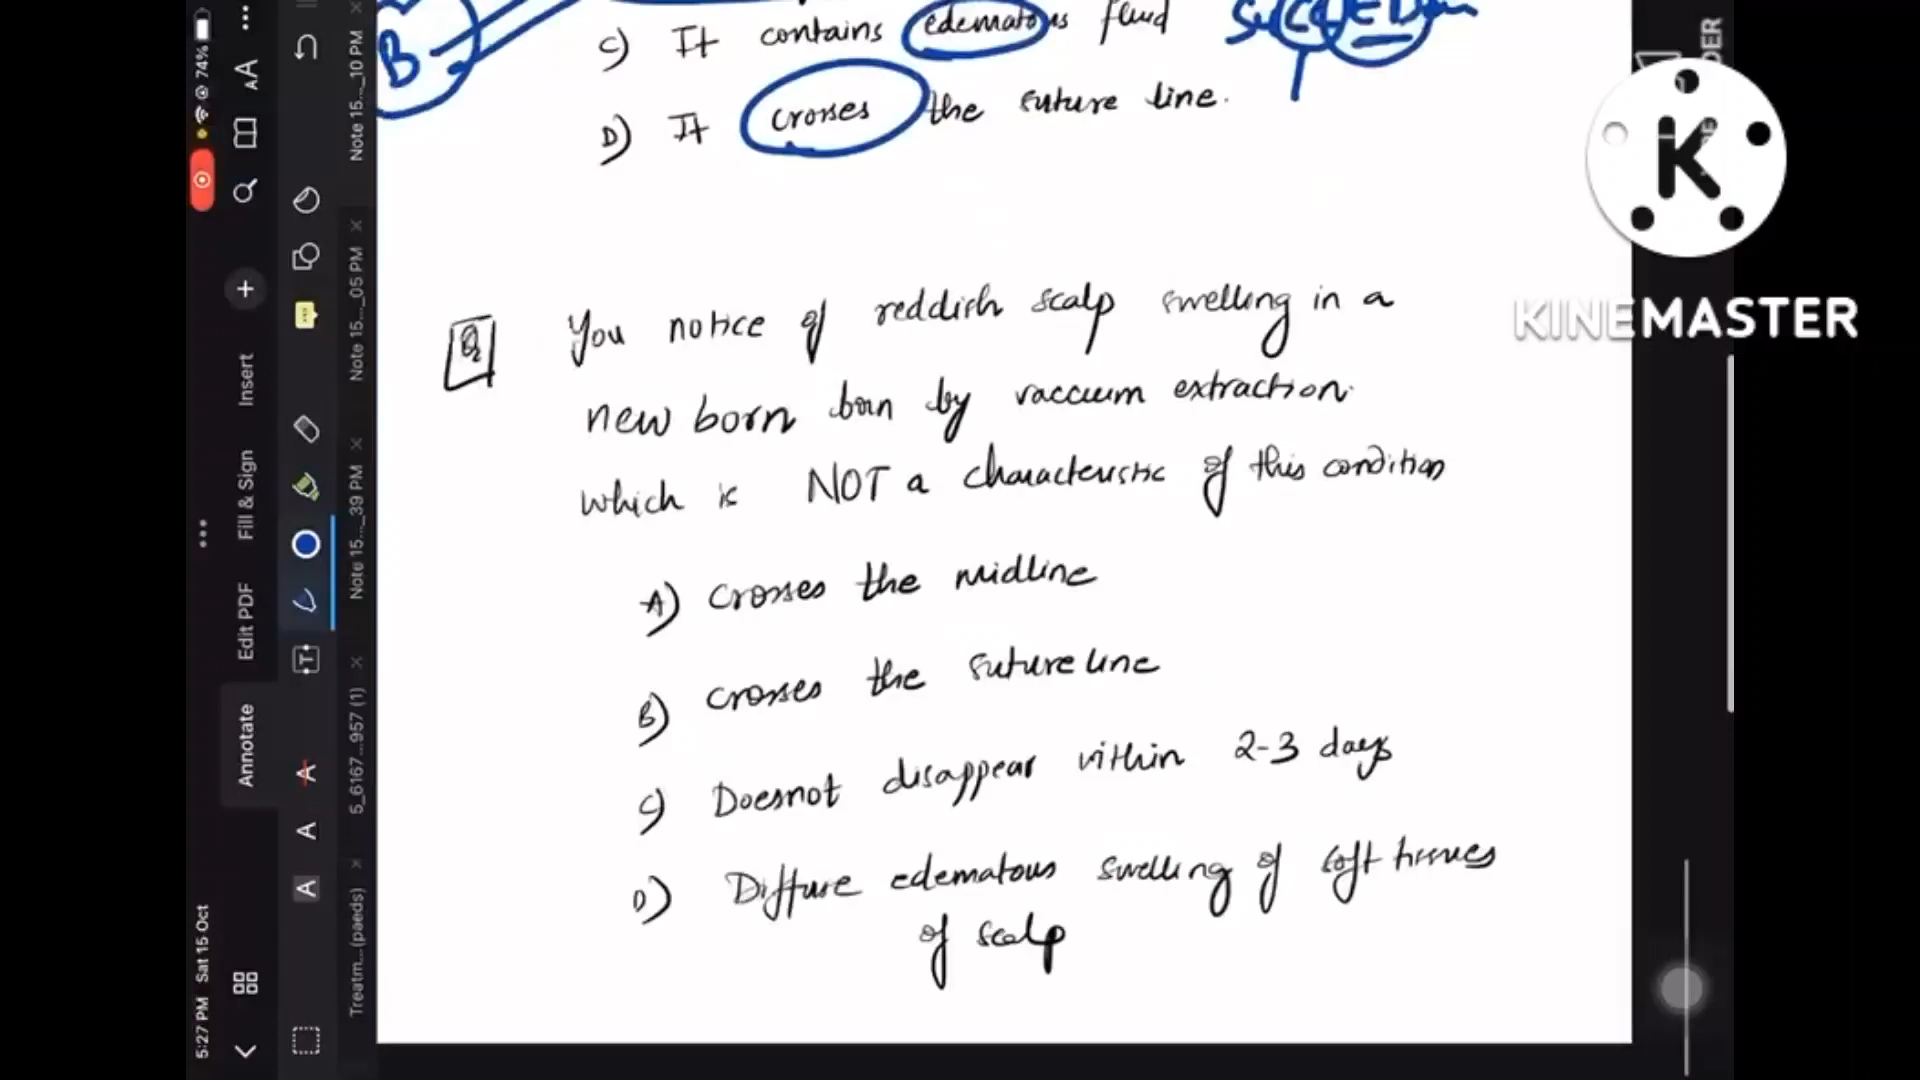 C) It contains edematous fluid
B
D) It crosses the suture line.
Q
You notice of reddish scalp swelling in a
new born born by vaccum extraction.
which is NOT a characteristic of this condition
A) crosses the midline
B) crosses the suture line
C) Doesnot disappear within 2-3 days
D) Diffuse edematous swelling of soft tissues
of scalp
KINEMASTER
K
5:27 PM Sat 15 Oct
74%
AA
Insert
Fill & Sign
Edit PDF
Annotate
T
A
A
A
Note 15..._10 PM
Note 15..._05 PM
Note 15..._39 PM
5_6167...957 (1)
Treatm...(paeds)